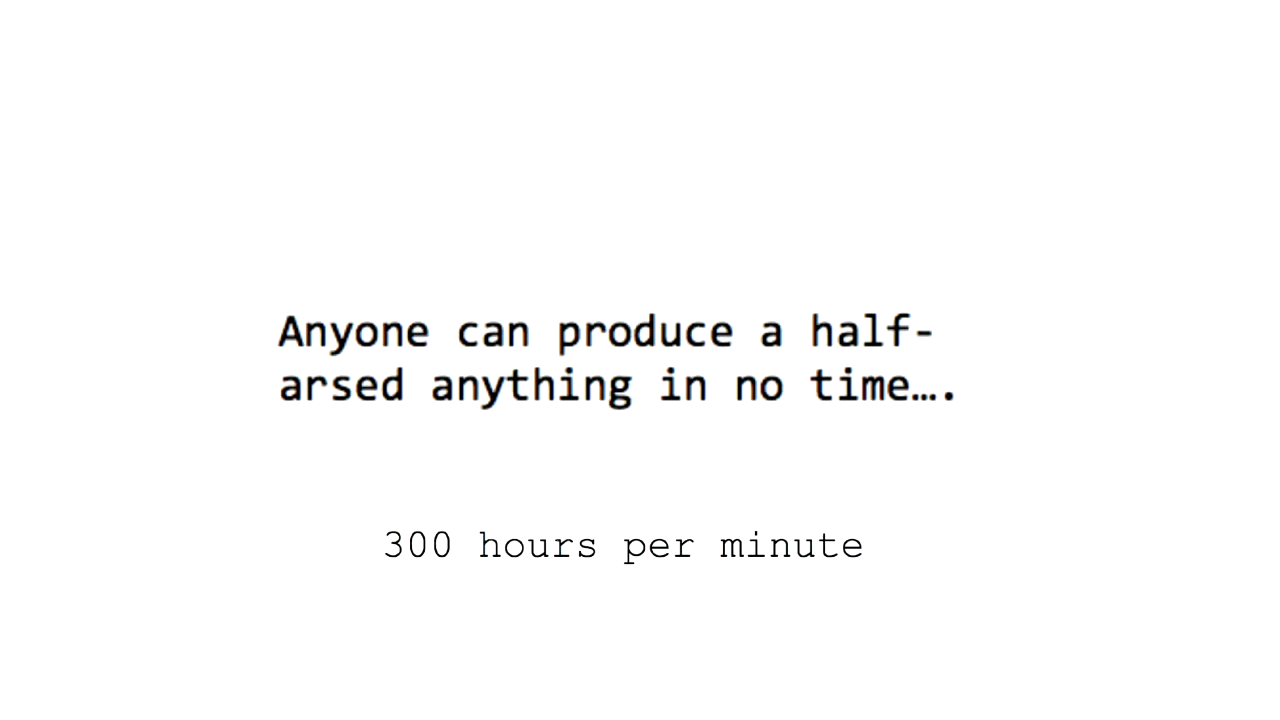 Anyone can produce a half-
arsed anything in no time….
300 hours per minute